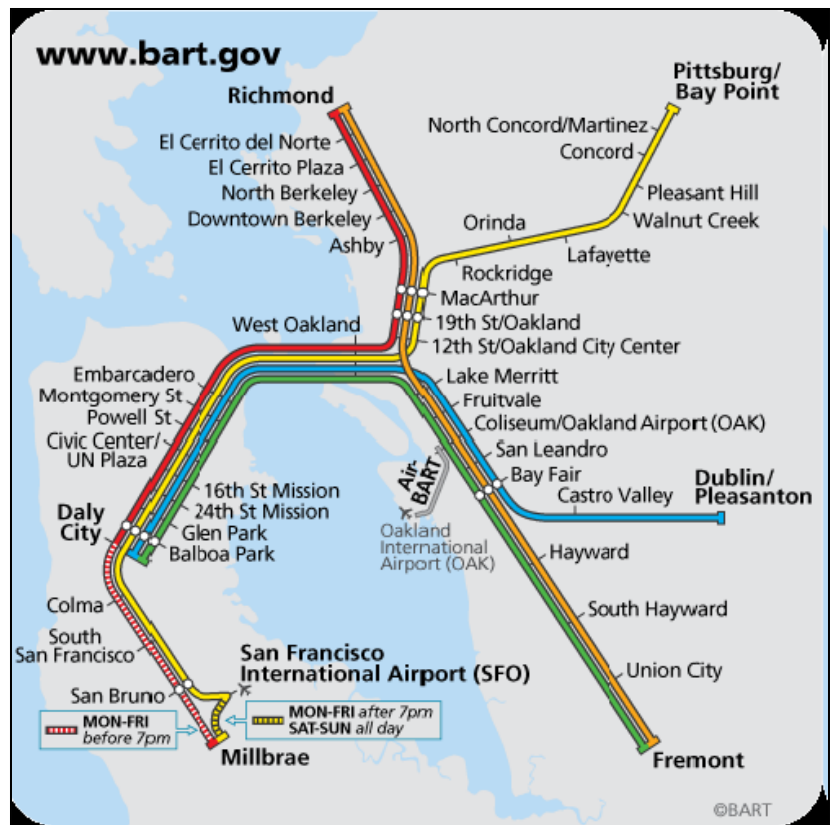 www.bart.gov
Richmond
Pittsburg/
Bay Point
El Cerrito del Norte
El Cerrito Plaza
North Berkeley
Downtown Berkeley
Ashby
North Concord/Martinez
Concord
Pleasant Hill
Walnut Creek
Orinda
Lafayette
Rockridge
MacArthur
19th St/Oakland
12th St/Oakland City Center
West Oakland
Embarcadero
Montgomery St
Powell St
Civic Center/
UN Plaza
Lake Merritt
Fruitvale
Coliseum/Oakland Airport (OAK)
San Leandro
Bay Fair
Castro Valley
Dublin/
Pleasanton
Air-
BART
Oakland
International
Airport (OAK)
16th St Mission
24th St Mission
Glen Park
Balboa Park
Daly
City
Hayward
South Hayward
Union City
Fremont
Colma
South
San Francisco
San Bruno
San Francisco
International Airport (SFO)
MON-FRI
before 7pm
MON-FRI after 7pm
SAT-SUN all day
Millbrae
©BART